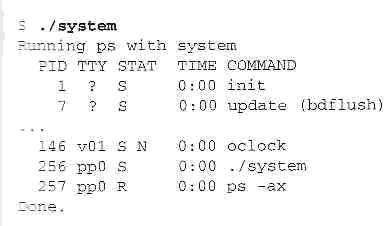 $ ./system
Running ps with system
PID TTY STAT TIME COMMAND
1 ? S 0:00 init
7 ? S 0:00 update (bdflush)
...
146 v01 S N 0:00 oclock
256 pp0 S 0:00 ./system
257 pp0 R 0:00 ps -ax
Done.